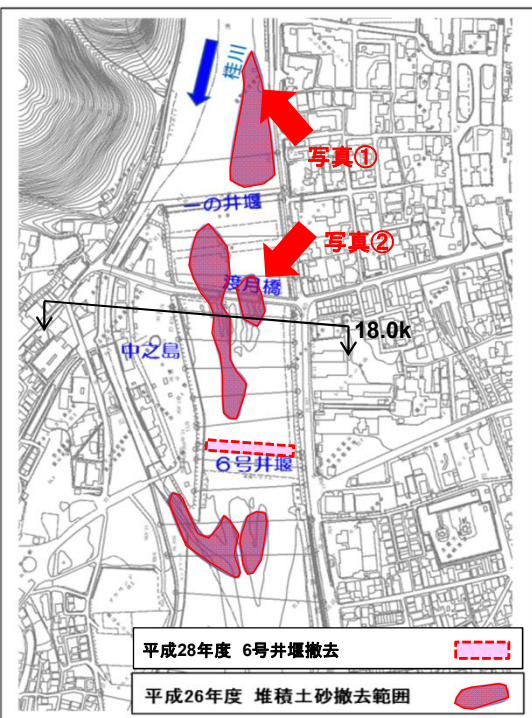 桂川
写真①
一の井堰
写真②
渡月橋
18.0k
中之島
6号井堰
平成28年度 6号井堰撤去
平成26年度 堆積土砂撤去範囲